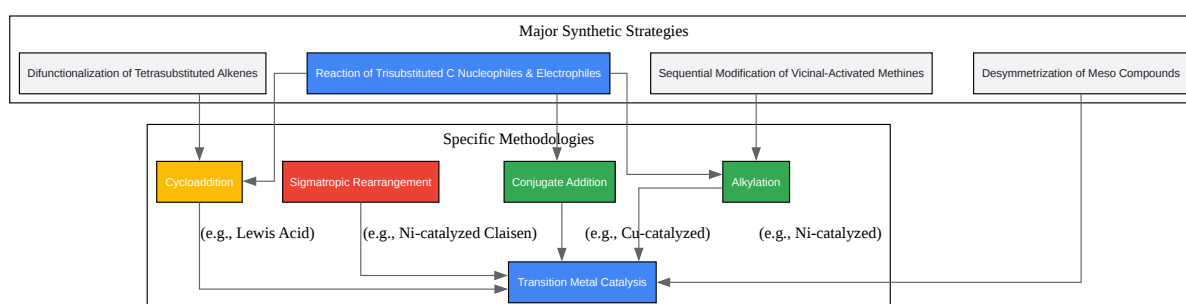 Major Synthetic Strategies
Difunctionalization of Tetrasubstituted Alkenes
Reaction of Trisubstituted C Nucleophiles & Electrophiles
Sequential Modification of Vicinal-Activated Methines
Desymmetrization of Meso Compounds
Specific Methodologies
Cycloaddition
Sigmatropic Rearrangement
Conjugate Addition
Alkylation
(e.g., Lewis Acid)
(e.g., Ni-catalyzed Claisen)
(e.g., Cu-catalyzed)
(e.g., Ni-catalyzed)
Transition Metal Catalysis